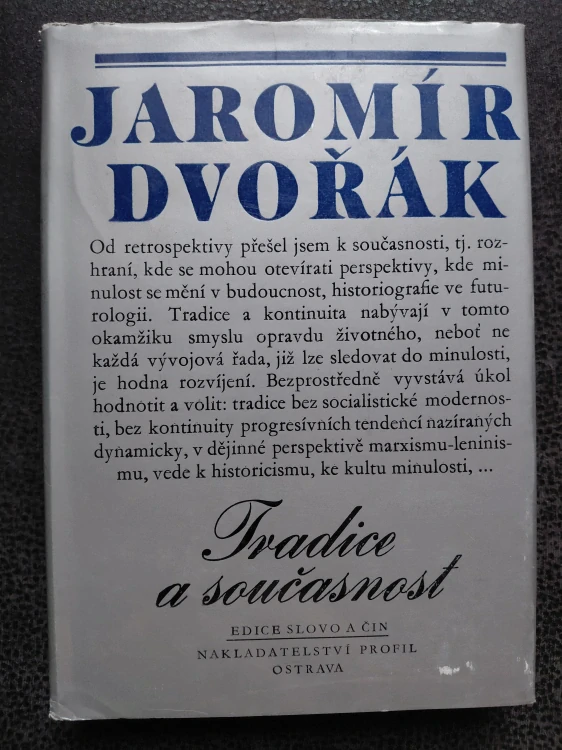 JAROMÍR
DVOŘÁK
Od retrospektivy přešel jsem k současnosti, tj. roz-
hraní, kde se mohou otevírati perspektivy, kde mi-
nulost se mění v budoucnost, historiografie ve futu-
rologii. Tradice a kontinuita nabývají v tomto
okamžiku smyslu opravdu životného, neboť ne
každá vývojová řada, již lze sledovat do minulosti,
je hodna rozvíjení. Bezprostředně vyvstává úkol
hodnotit a volit: tradice bez socialistické modernos-
ti, bez kontinuity progresívních tendencí nazíraných
dynamicky, v dějinné perspektivě marxismu-leninis-
mu, vede k historicismu, ke kultu minulosti, ...
Tradice
a současnost
EDICE SLOVO A ČIN
NAKLADATELSTVÍ PROFIL
OSTRAVA